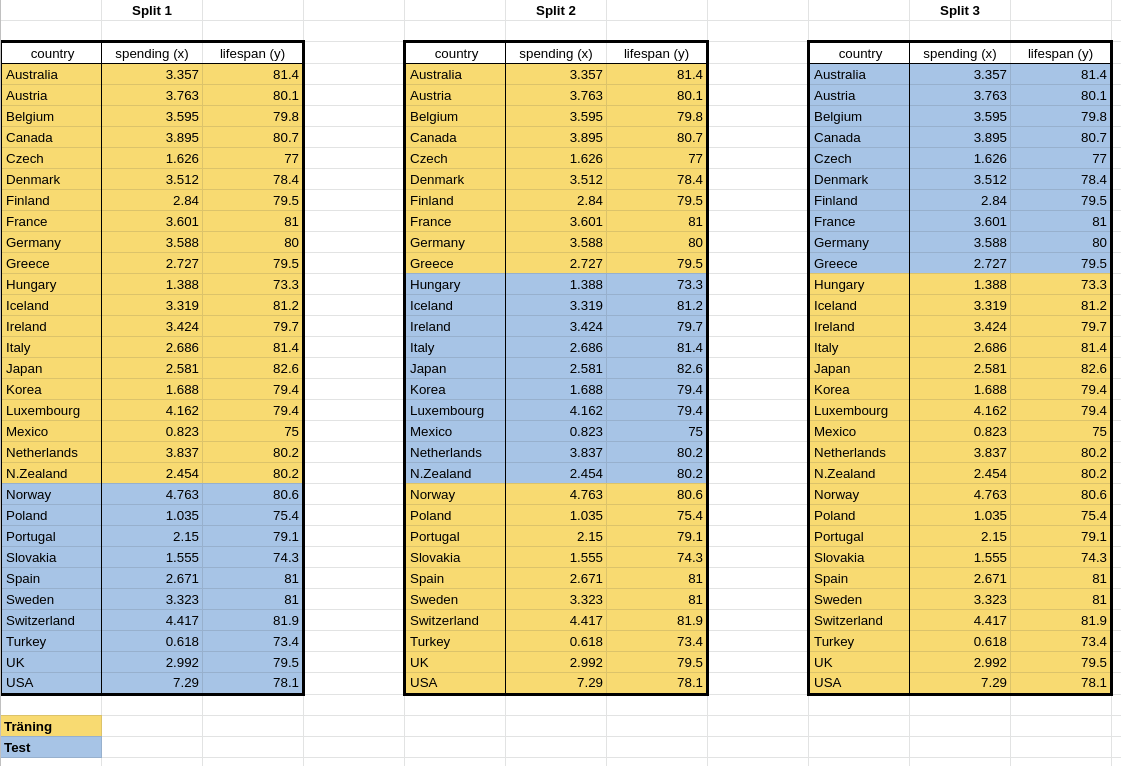 Split 1 Split 2 Split 3
country spending (x) lifespan (y) country spending (x) lifespan (y) country spending (x) lifespan (y)
Australia 3.357 81.4 Australia 3.357 81.4 Australia 3.357 81.4
Austria 3.763 80.1 Austria 3.763 80.1 Austria 3.763 80.1
Belgium 3.595 79.8 Belgium 3.595 79.8 Belgium 3.595 79.8
Canada 3.895 80.7 Canada 3.895 80.7 Canada 3.895 80.7
Czech 1.626 77 Czech 1.626 77 Czech 1.626 77
Denmark 3.512 78.4 Denmark 3.512 78.4 Denmark 3.512 78.4
Finland 2.84 79.5 Finland 2.84 79.5 Finland 2.84 79.5
France 3.601 81 France 3.601 81 France 3.601 81
Germany 3.588 80 Germany 3.588 80 Germany 3.588 80
Greece 2.727 79.5 Greece 2.727 79.5 Greece 2.727 79.5
Hungary 1.388 73.3 Hungary 1.388 73.3 Hungary 1.388 73.3
Iceland 3.319 81.2 Iceland 3.319 81.2 Iceland 3.319 81.2
Ireland 3.424 79.7 Ireland 3.424 79.7 Ireland 3.424 79.7
Italy 2.686 81.4 Italy 2.686 81.4 Italy 2.686 81.4
Japan 2.581 82.6 Japan 2.581 82.6 Japan 2.581 82.6
Korea 1.688 79.4 Korea 1.688 79.4 Korea 1.688 79.4
Luxembourg 4.162 79.4 Luxembourg 4.162 79.4 Luxembourg 4.162 79.4
Mexico 0.823 75 Mexico 0.823 75 Mexico 0.823 75
Netherlands 3.837 80.2 Netherlands 3.837 80.2 Netherlands 3.837 80.2
N.Zealand 2.454 80.2 N.Zealand 2.454 80.2 N.Zealand 2.454 80.2
Norway 4.763 80.6 Norway 4.763 80.6 Norway 4.763 80.6
Poland 1.035 75.4 Poland 1.035 75.4 Poland 1.035 75.4
Portugal 2.15 79.1 Portugal 2.15 79.1 Portugal 2.15 79.1
Slovakia 1.555 74.3 Slovakia 1.555 74.3 Slovakia 1.555 74.3
Spain 2.671 81 Spain 2.671 81 Spain 2.671 81
Sweden 3.323 81 Sweden 3.323 81 Sweden 3.323 81
Switzerland 4.417 81.9 Switzerland 4.417 81.9 Switzerland 4.417 81.9
Turkey 0.618 73.4 Turkey 0.618 73.4 Turkey 0.618 73.4
UK 2.992 79.5 UK 2.992 79.5 UK 2.992 79.5
USA 7.29 78.1 USA 7.29 78.1 USA 7.29 78.1
Träning
Test